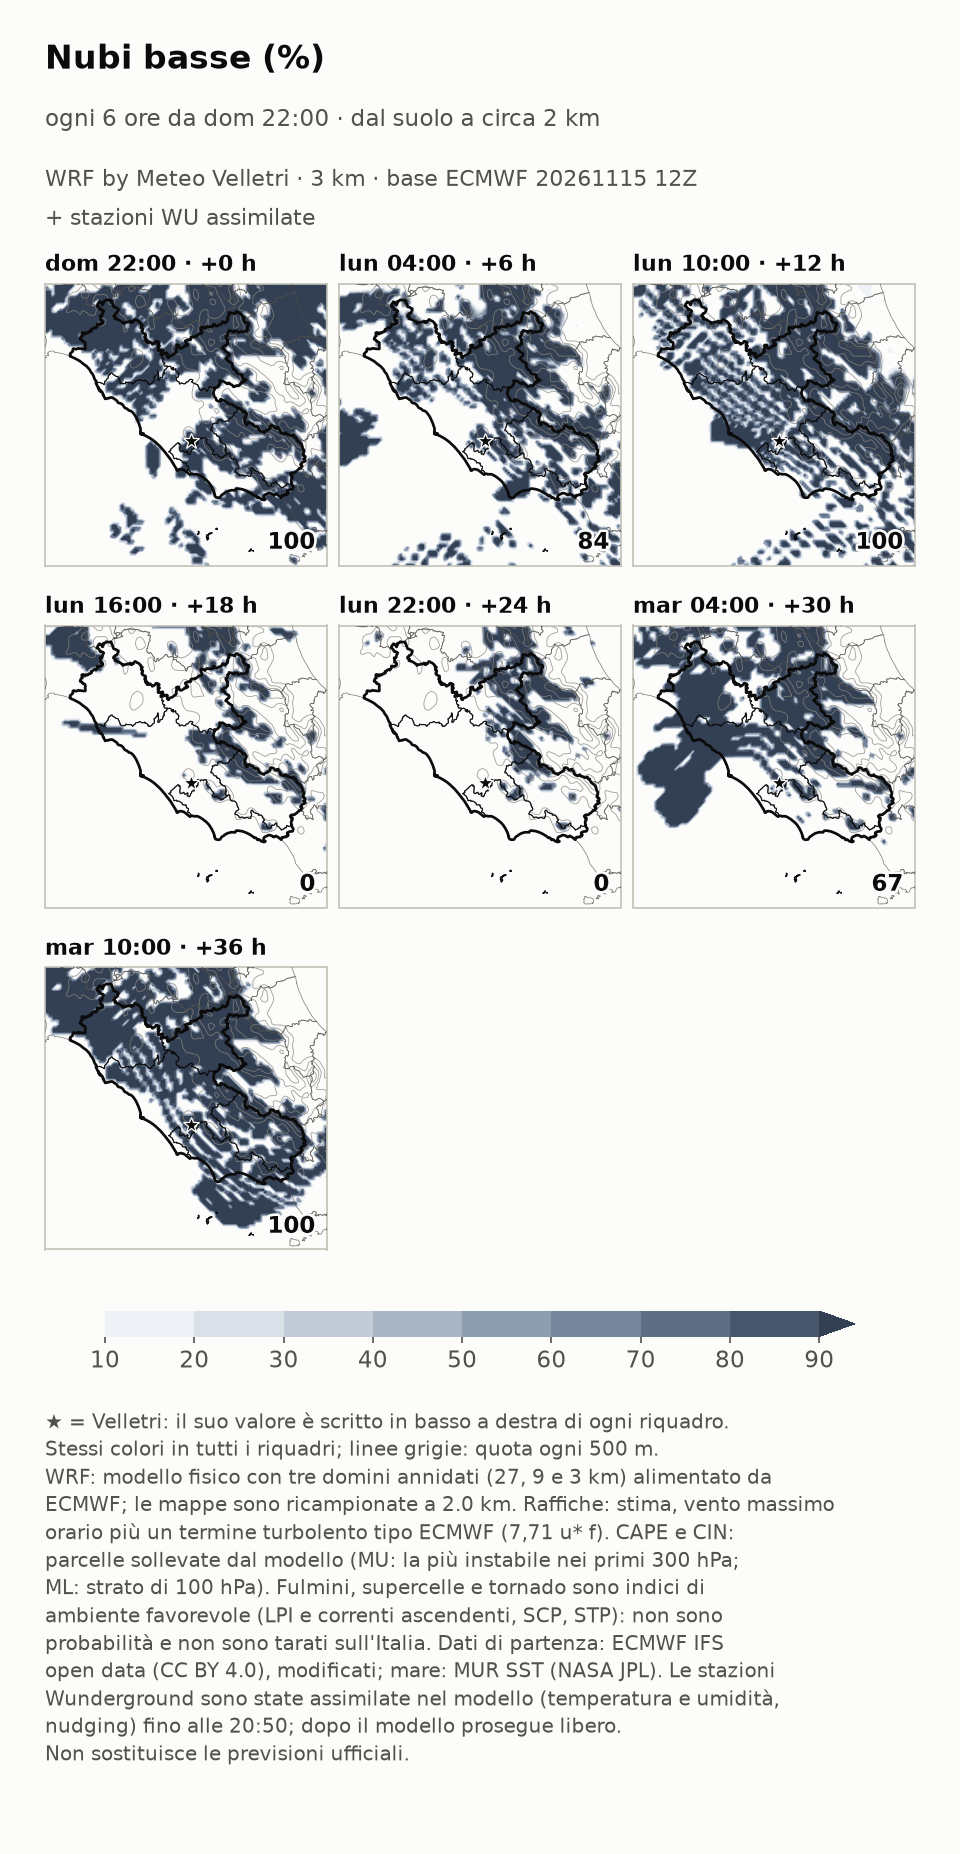 Nubi basse (%)
ogni 6 ore da dom 22:00 · dal suolo a circa 2 km
WRF by Meteo Velletri · 3 km · base ECMWF 20261115 12Z
+ stazioni WU assimilate
dom 22:00 · +0 h
lun 04:00 · +6 h
lun 10:00 · +12 h
100
84
100
lun 16:00 · +18 h
lun 22:00 · +24 h
mar 04:00 · +30 h
0
0
67
mar 10:00 · +36 h
100
10 20 30 40 50 60 70 80 90
★ = Velletri: il suo valore è scritto in basso a destra di ogni riquadro.
Stessi colori in tutti i riquadri; linee grigie: quota ogni 500 m.
WRF: modello fisico con tre domini annidati (27, 9 e 3 km) alimentato da
ECMWF; le mappe sono ricampionate a 2.0 km. Raffiche: stima, vento massimo
orario più un termine turbolento tipo ECMWF (7,71 u* f). CAPE e CIN:
parcelle sollevate dal modello (MU: la più instabile nei primi 300 hPa;
ML: strato di 100 hPa). Fulmini, supercelle e tornado sono indici di
ambiente favorevole (LPI e correnti ascendenti, SCP, STP): non sono
probabilità e non sono tarati sull'Italia. Dati di partenza: ECMWF IFS
open data (CC BY 4.0), modificati; mare: MUR SST (NASA JPL). Le stazioni
Wunderground sono state assimilate nel modello (temperatura e umidità,
nudging) fino alle 20:50; dopo il modello prosegue libero.
Non sostituisce le previsioni ufficiali.